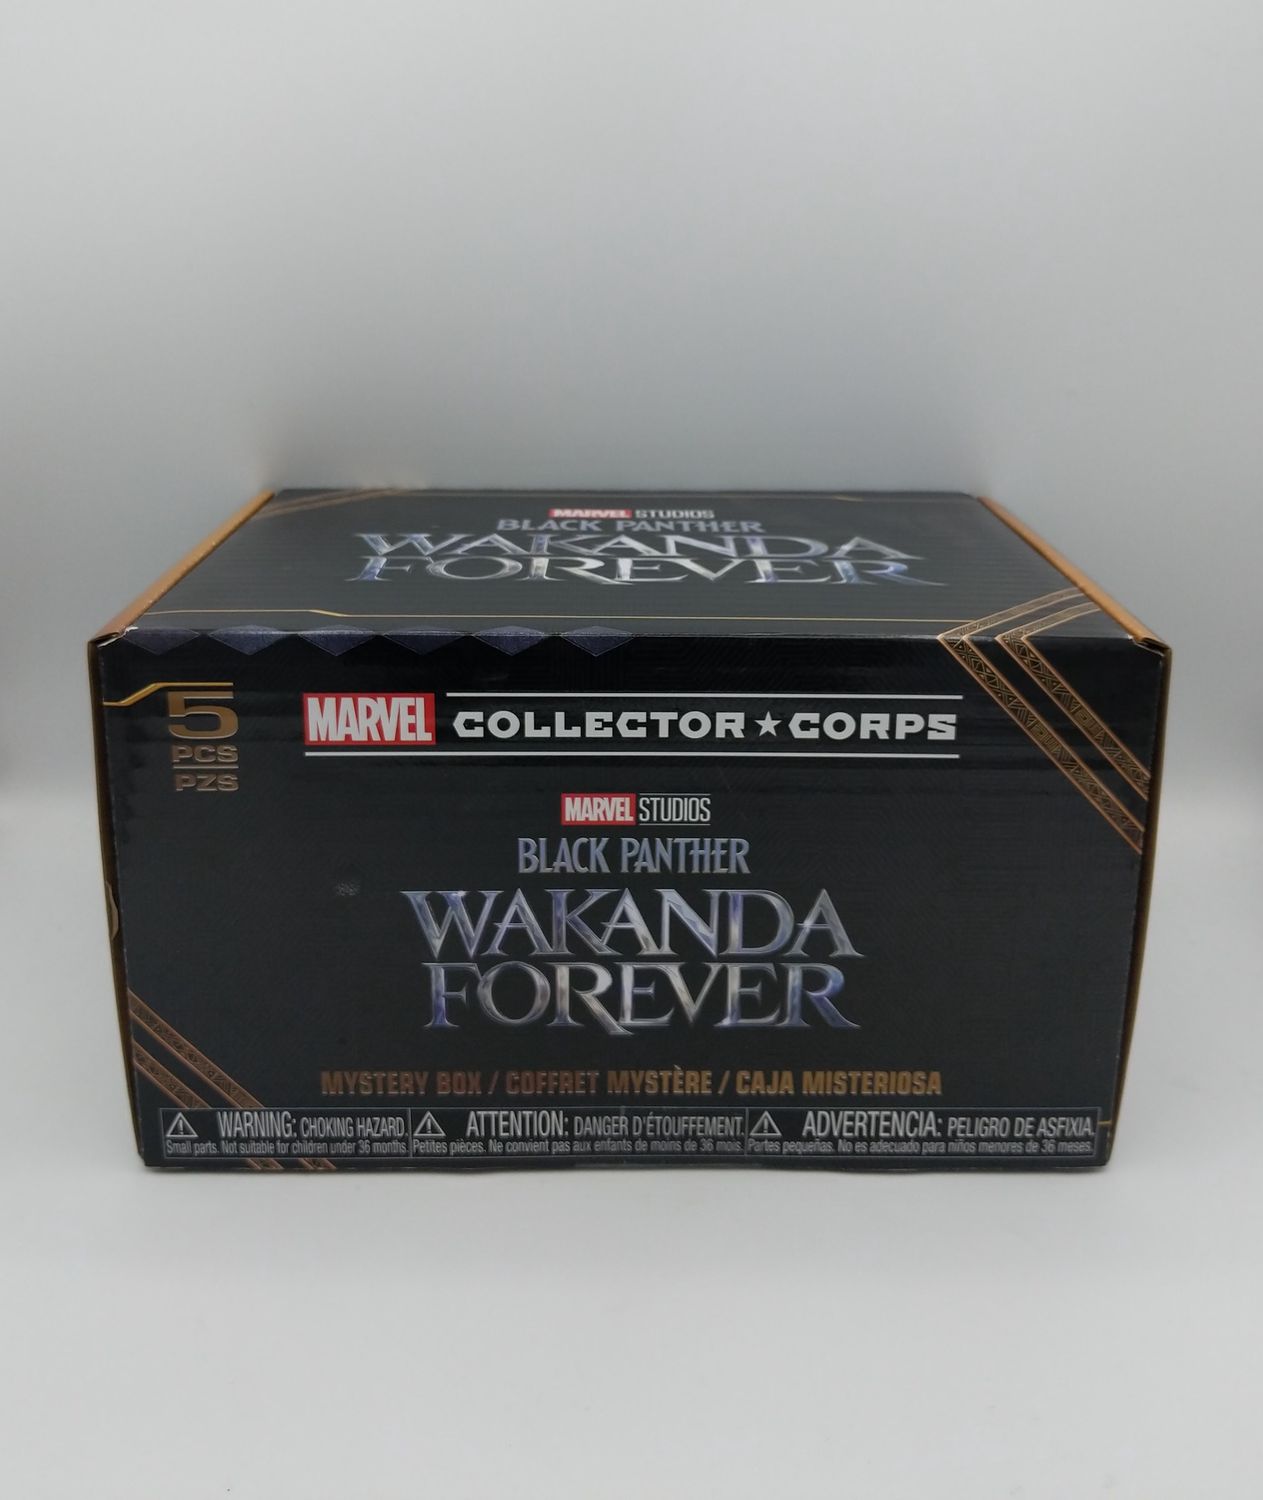 MARVEL STUDIOS
BLACK PANTHER
WAKANDA
FOREVER
5
PCS
PZS
MARVEL COLLECTOR★CORPS
MARVEL STUDIOS
BLACK PANTHER
WAKANDA
FOREVER
MYSTERY BOX / COFFRET MYSTÈRE / CAJA MISTERIOSA
WARNING: CHOKING HAZARD.
Small parts. Not suitable for children under 36 months.
ATTENTION: DANGER D'ÉTOUFFEMENT.
Petites pièces. Ne convient pas aux enfants de moins de 36 mois.
ADVERTENCIA: PELIGRO DE ASFIXIA.
Partes pequeñas. No es adecuado para niños menores de 36 meses.